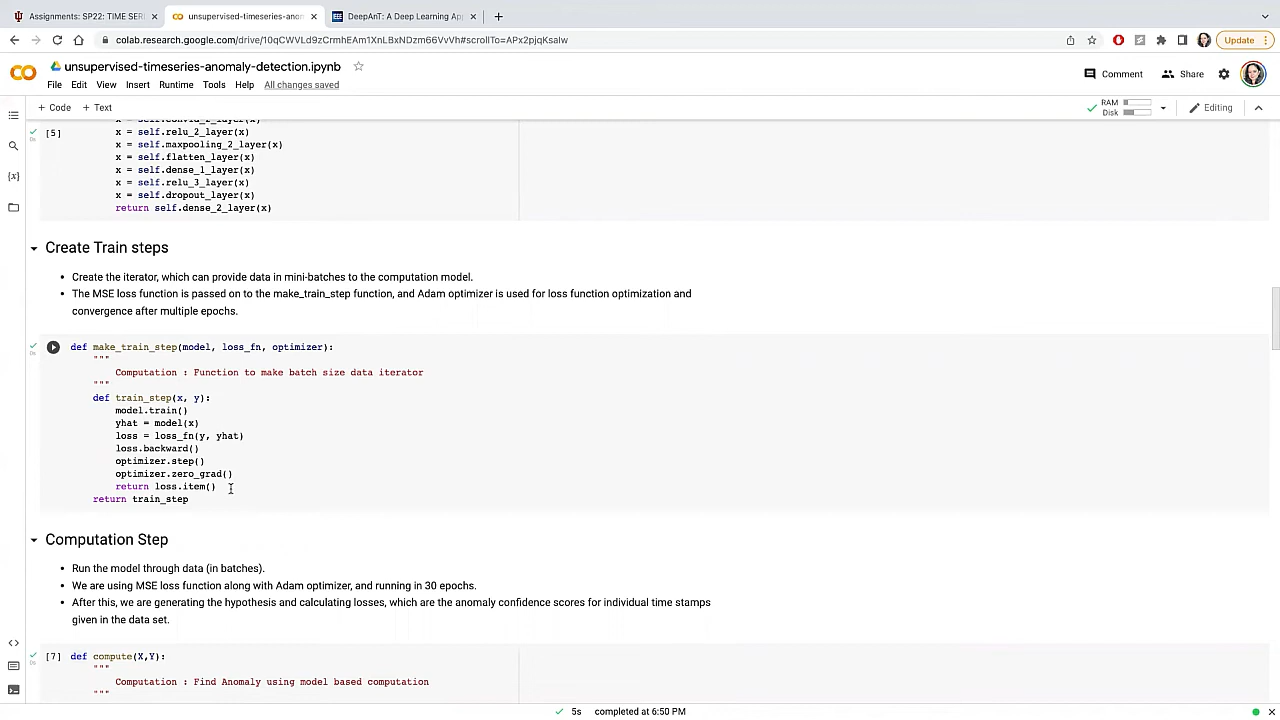 Assignments: SP22: TIME SERI
unsupervised-timeseries-anom
DeepAnT: A Deep Learning App
colab.research.google.com/drive/10qCWVLd9zCrmhEAm1XnLBxNDzm66VvVh#scrollTo=APx2pjqKsaIw
Update
unsupervised-timeseries-anomaly-detection.ipynb
Comment
Share
File Edit View Insert Runtime Tools Help All changes saved
+ Code + Text
RAM
Disk
Editing
[5]
x = self.relu_2_layer(x)
x = self.maxpooling_2_layer(x)
x = self.flatten_layer(x)
x = self.dense_1_layer(x)
x = self.relu_3_layer(x)
x = self.dropout_layer(x)
return self.dense_2_layer(x)
0s
Create Train steps
• Create the iterator, which can provide data in mini-batches to the computation model.
• The MSE loss function is passed on to the make_train_step function, and Adam optimizer is used for loss function optimization and
convergence after multiple epochs.
0s
def make_train_step(model, loss_fn, optimizer):
"""
Computation : Function to make batch size data iterator
"""
def train_step(x, y):
model.train()
yhat = model(x)
loss = loss_fn(y, yhat)
loss.backward()
optimizer.step()
optimizer.zero_grad()
return loss.item()
return train_step
Computation Step
• Run the model through data (in batches).
• We are using MSE loss function along with Adam optimizer, and running in 30 epochs.
• After this, we are generating the hypothesis and calculating losses, which are the anomaly confidence scores for individual time stamps
given in the data set.
0s
[7] def compute(X,Y):
"""
Computation : Find Anomaly using model based computation
"""
5s completed at 6:50 PM